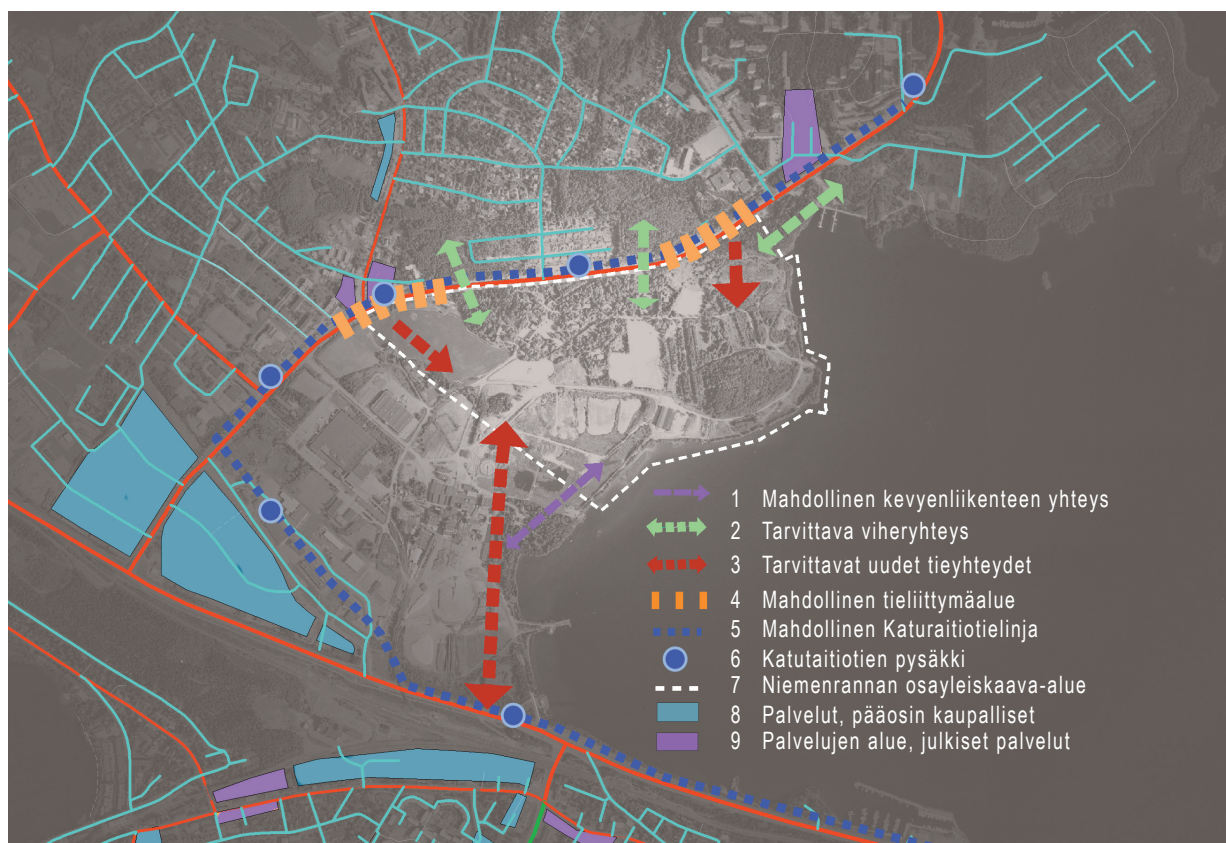 1 Mahdollinen kevyenliikenteen yhteys
2 Tarvittava viheryhteys
3 Tarvittavat uudet tieyhteydet
4 Mahdollinen tieliittymäalue
5 Mahdollinen Katuraitiotielinja
6 Katutaitiotien pysäkki
7 Niemenrannan osayleiskaava-alue
8 Palvelut, pääosin kaupalliset
9 Palvelujen alue, julkiset palvelut